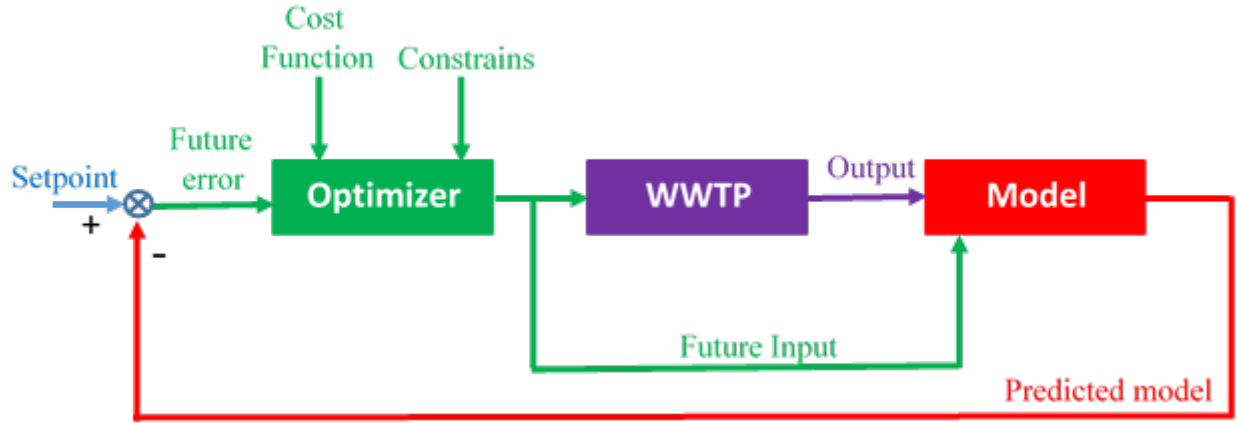 Cost
Function
Constrains
Future
error
Setpoint
+
-
Optimizer
WWTP
Output
Model
Future Input
Predicted model